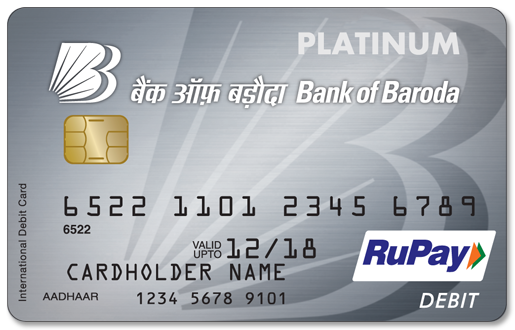 PLATINUM
बैंक ऑफ़ बड़ौदा Bank of Baroda
International Debit Card
6522 1101 2345 6789
6522
VALID UPTO 12/18
CARDHOLDER NAME
RuPay
AADHAAR 1234 5678 9101
DEBIT